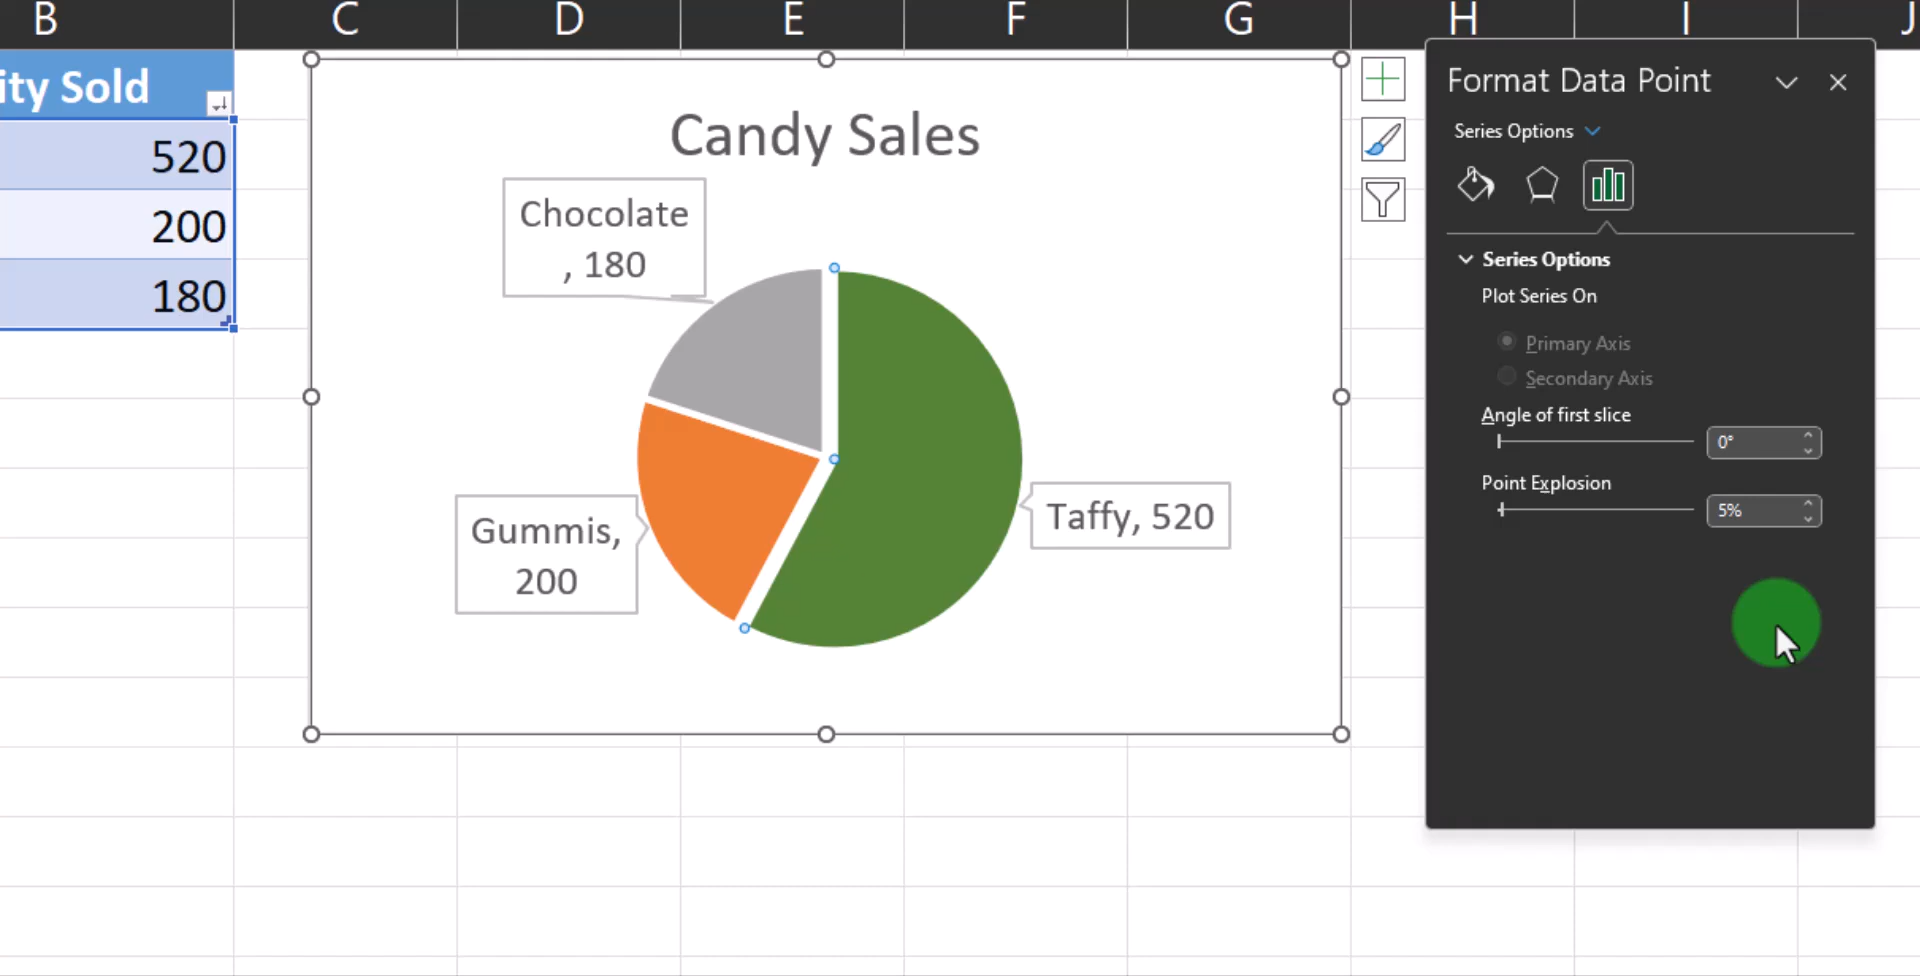 B C D E F G H I J
ity Sold
520
200
180
Candy Sales
Chocolate
, 180
Gummis,
200
Taffy, 520
Format Data Point
Series Options
Series Options
Plot Series On
Primary Axis
Secondary Axis
Angle of first slice
0°
Point Explosion
5%